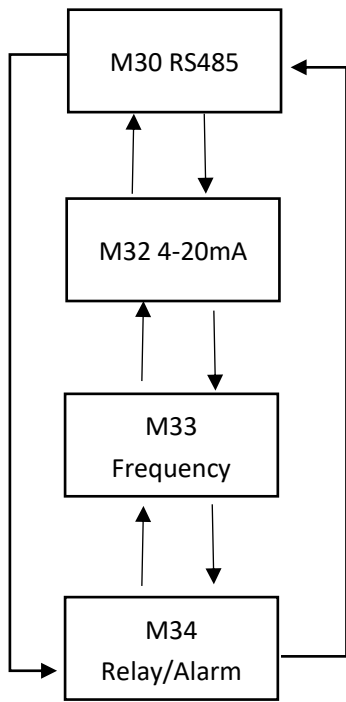 M30 RS485
M32 4-20mA
M33
Frequency
M34
Relay/Alarm